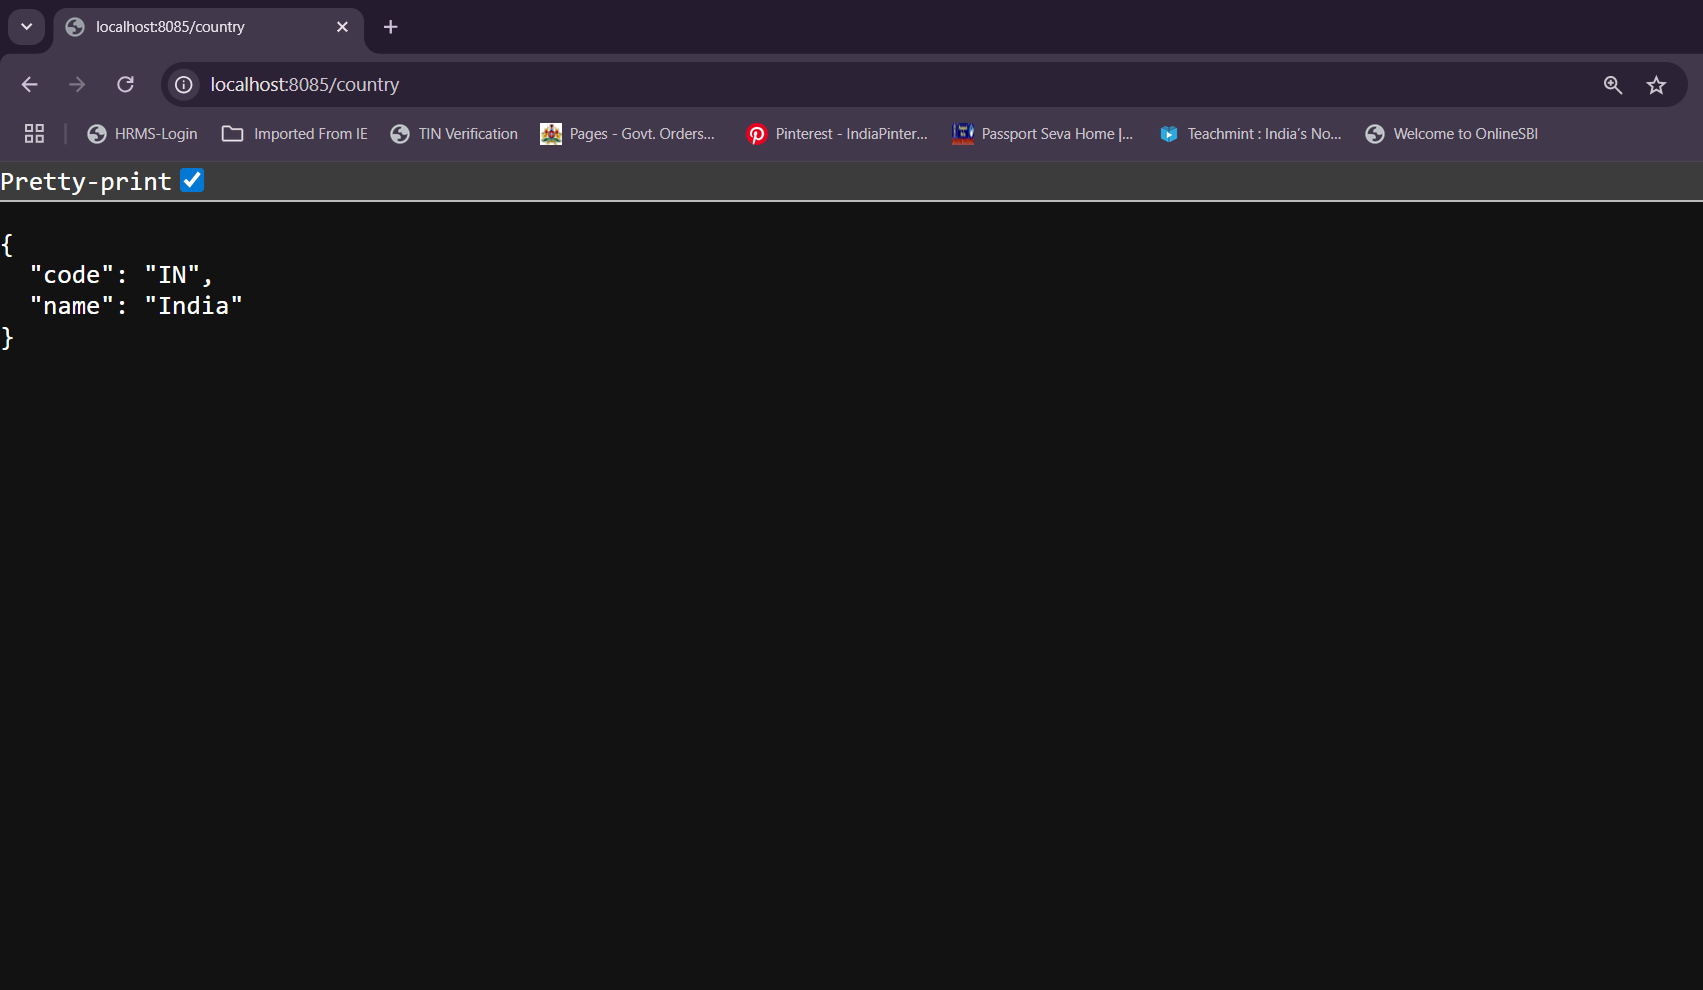 localhost:8085/country
localhost:8085/country
HRMS-Login Imported From IE TIN Verification Pages - Govt. Orders... Pinterest - IndiaPinter... Passport Seva Home |... Teachmint : India's No... Welcome to OnlineSBI
Pretty-print
{
  "code": "IN",
  "name": "India"
}